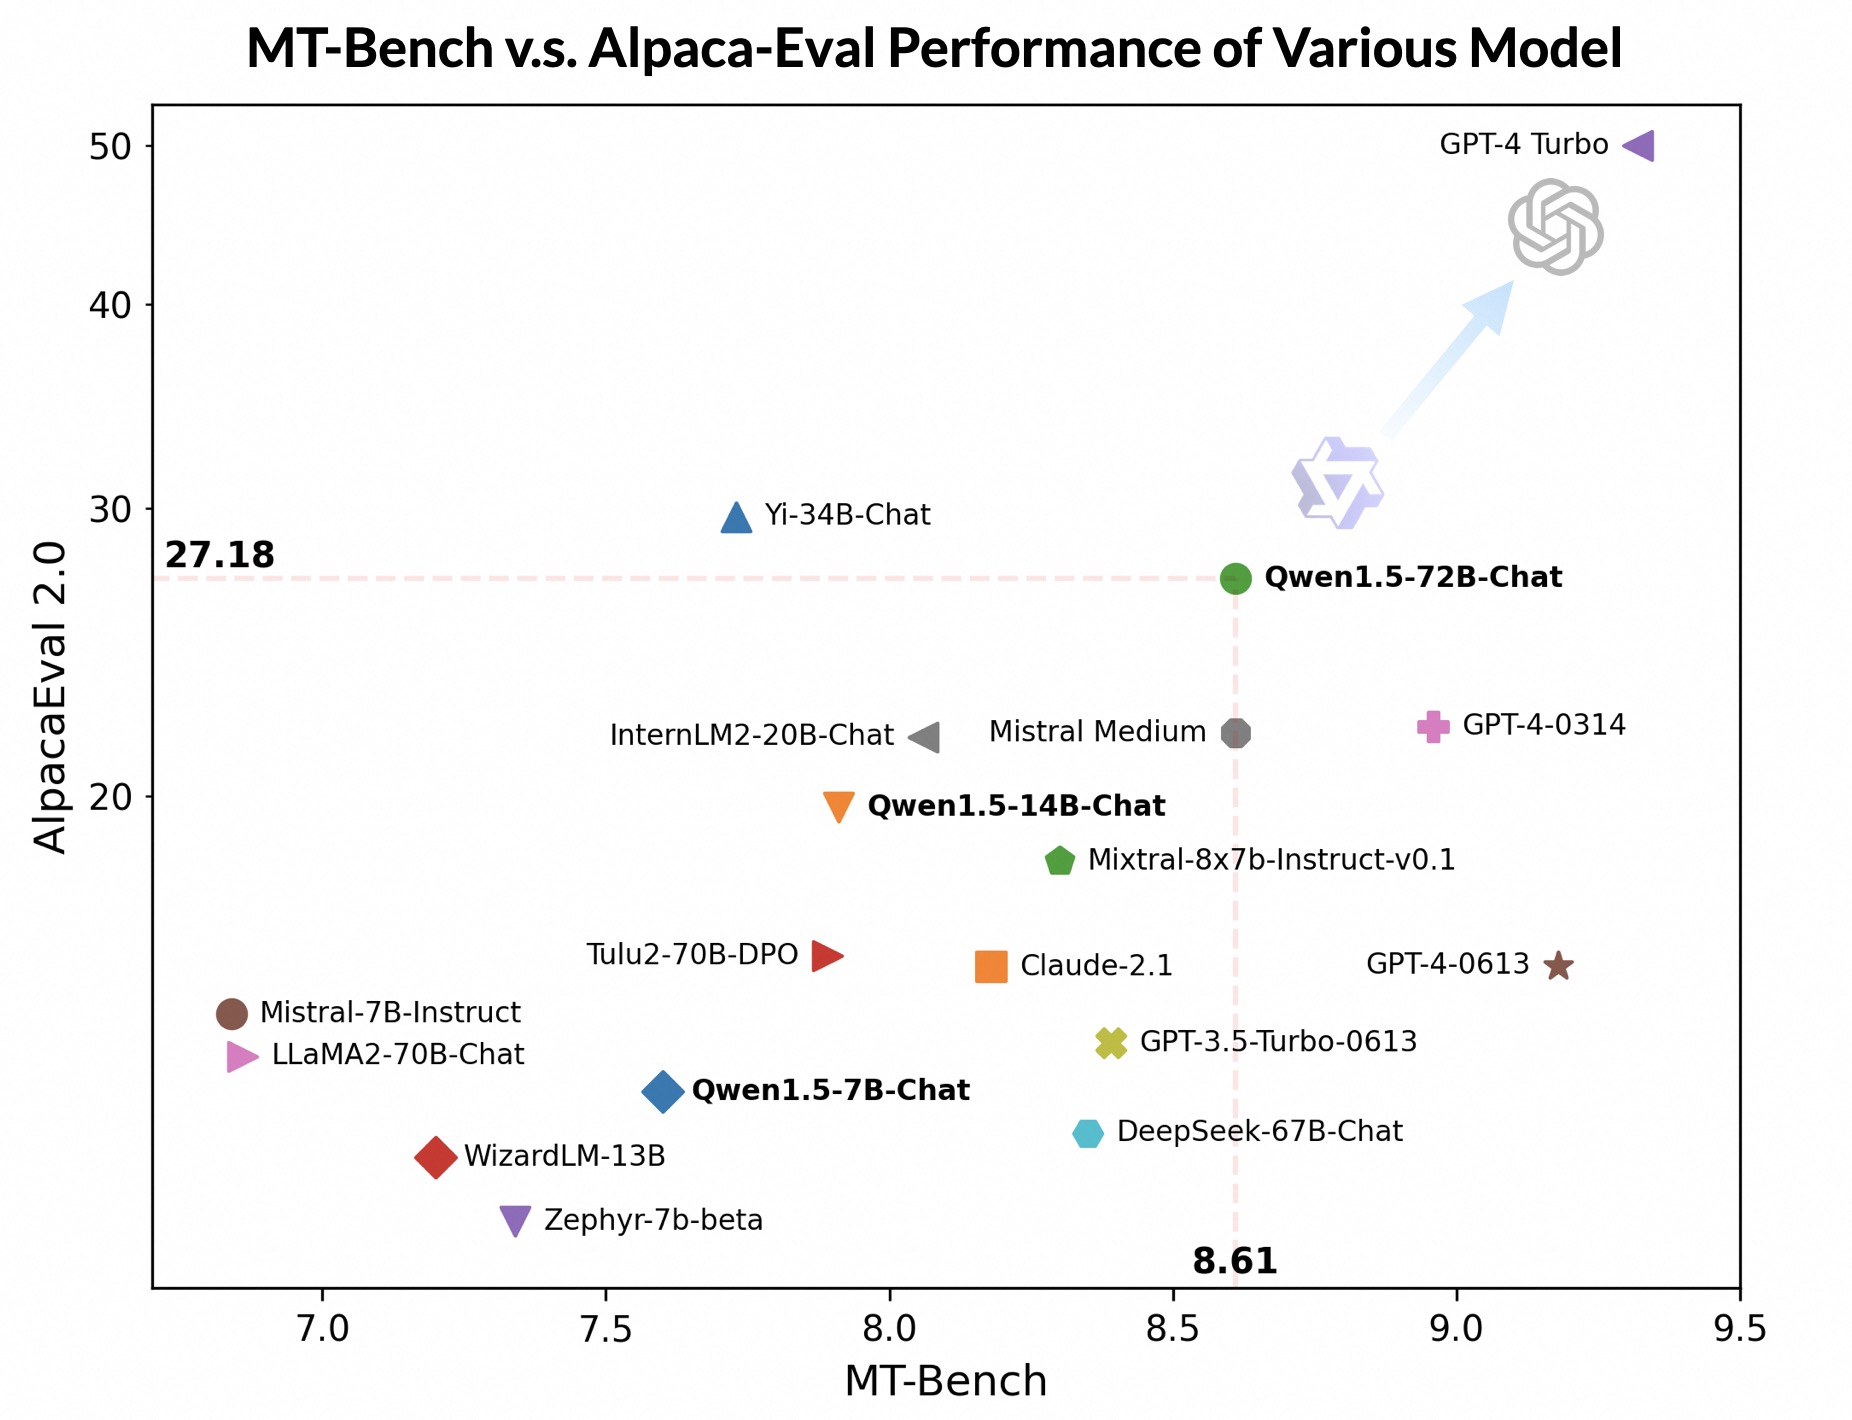 MT-Bench v.s. Alpaca-Eval Performance of Various Model
50
GPT-4 Turbo
40
30
Yi-34B-Chat
27.18
Qwen1.5-72B-Chat
AlpacaEval 2.0
InternLM2-20B-Chat
Mistral Medium
GPT-4-0314
20
Qwen1.5-14B-Chat
Mixtral-8x7b-Instruct-v0.1
Tulu2-70B-DPO
Claude-2.1
GPT-4-0613
Mistral-7B-Instruct
LLaMA2-70B-Chat
GPT-3.5-Turbo-0613
Qwen1.5-7B-Chat
DeepSeek-67B-Chat
WizardLM-13B
Zephyr-7b-beta
8.61
7.0 7.5 8.0 8.5 9.0 9.5
MT-Bench